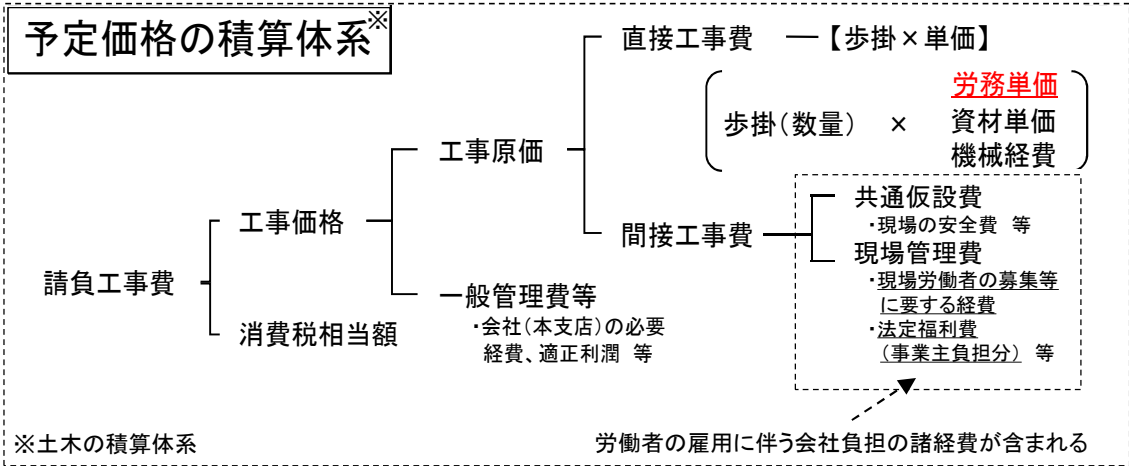 予定価格の積算体系※
請負工事費
工事価格
消費税相当額
工事原価
一般管理費等
・会社(本支店)の必要
経費、適正利潤 等
直接工事費 ―【歩掛×単価】
歩掛(数量) ×
労務単価
資材単価
機械経費
間接工事費
共通仮設費
・現場の安全費 等
現場管理費
・現場労働者の募集等
に要する経費
・法定福利費
(事業主負担分) 等
※土木の積算体系
労働者の雇用に伴う会社負担の諸経費が含まれる